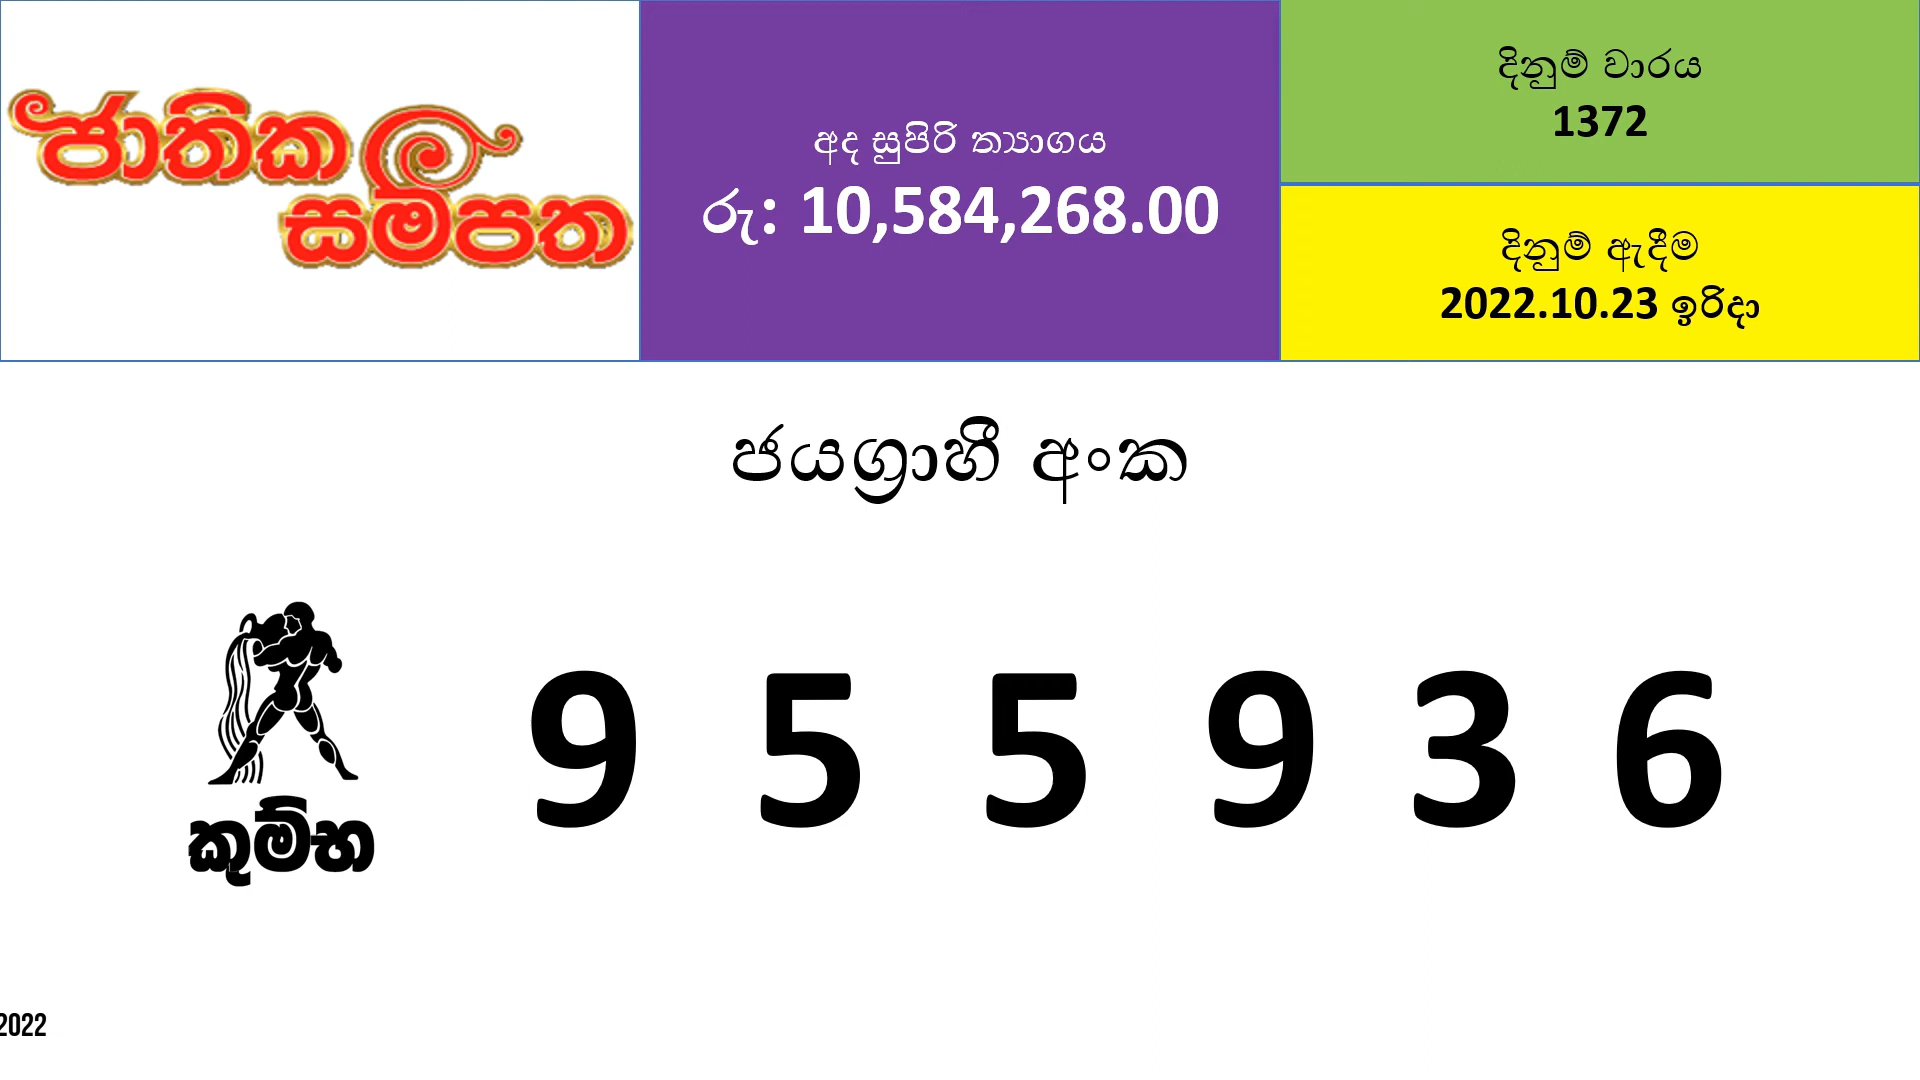 ජාතික
සම්පත
අද සුපිරි ත්‍යාගය
රු: 10,584,268.00
දිනුම් වාරය
1372
දිනුම් ඇදීම
2022.10.23 ඉරිදා
ජයග්‍රාහී අංක
9 5 5 9 3 6
කුම්භ
2022